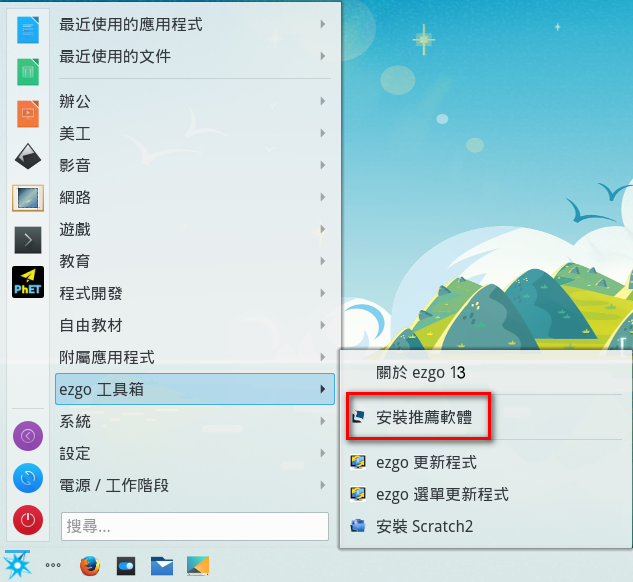 最近使用的應用程式
最近使用的文件
辦公
美工
影音
網路
遊戲
教育
PhET
程式開發
自由教材
附屬應用程式
ezgo 工具箱
系統
設定
電源 / 工作階段
搜尋...
關於 ezgo 13
安裝推薦軟體
ezgo 更新程式
ezgo 選單更新程式
安裝 Scratch2